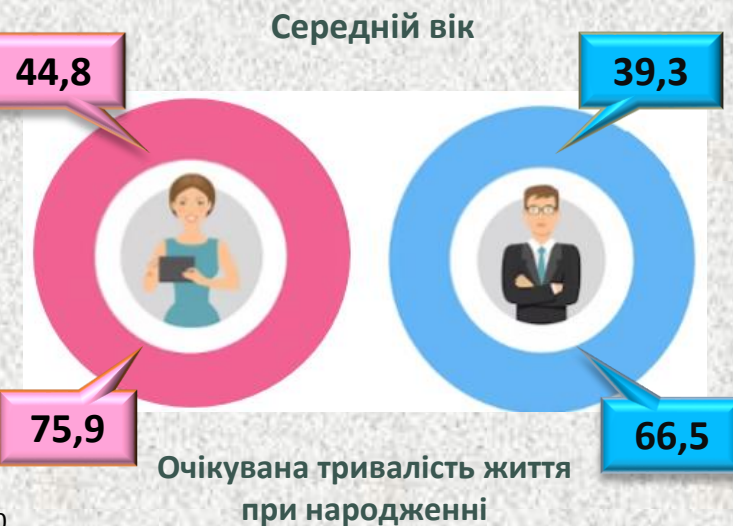 Середній вік
44,8
39,3
75,9
66,5
Очікувана тривалість життя
при народженні